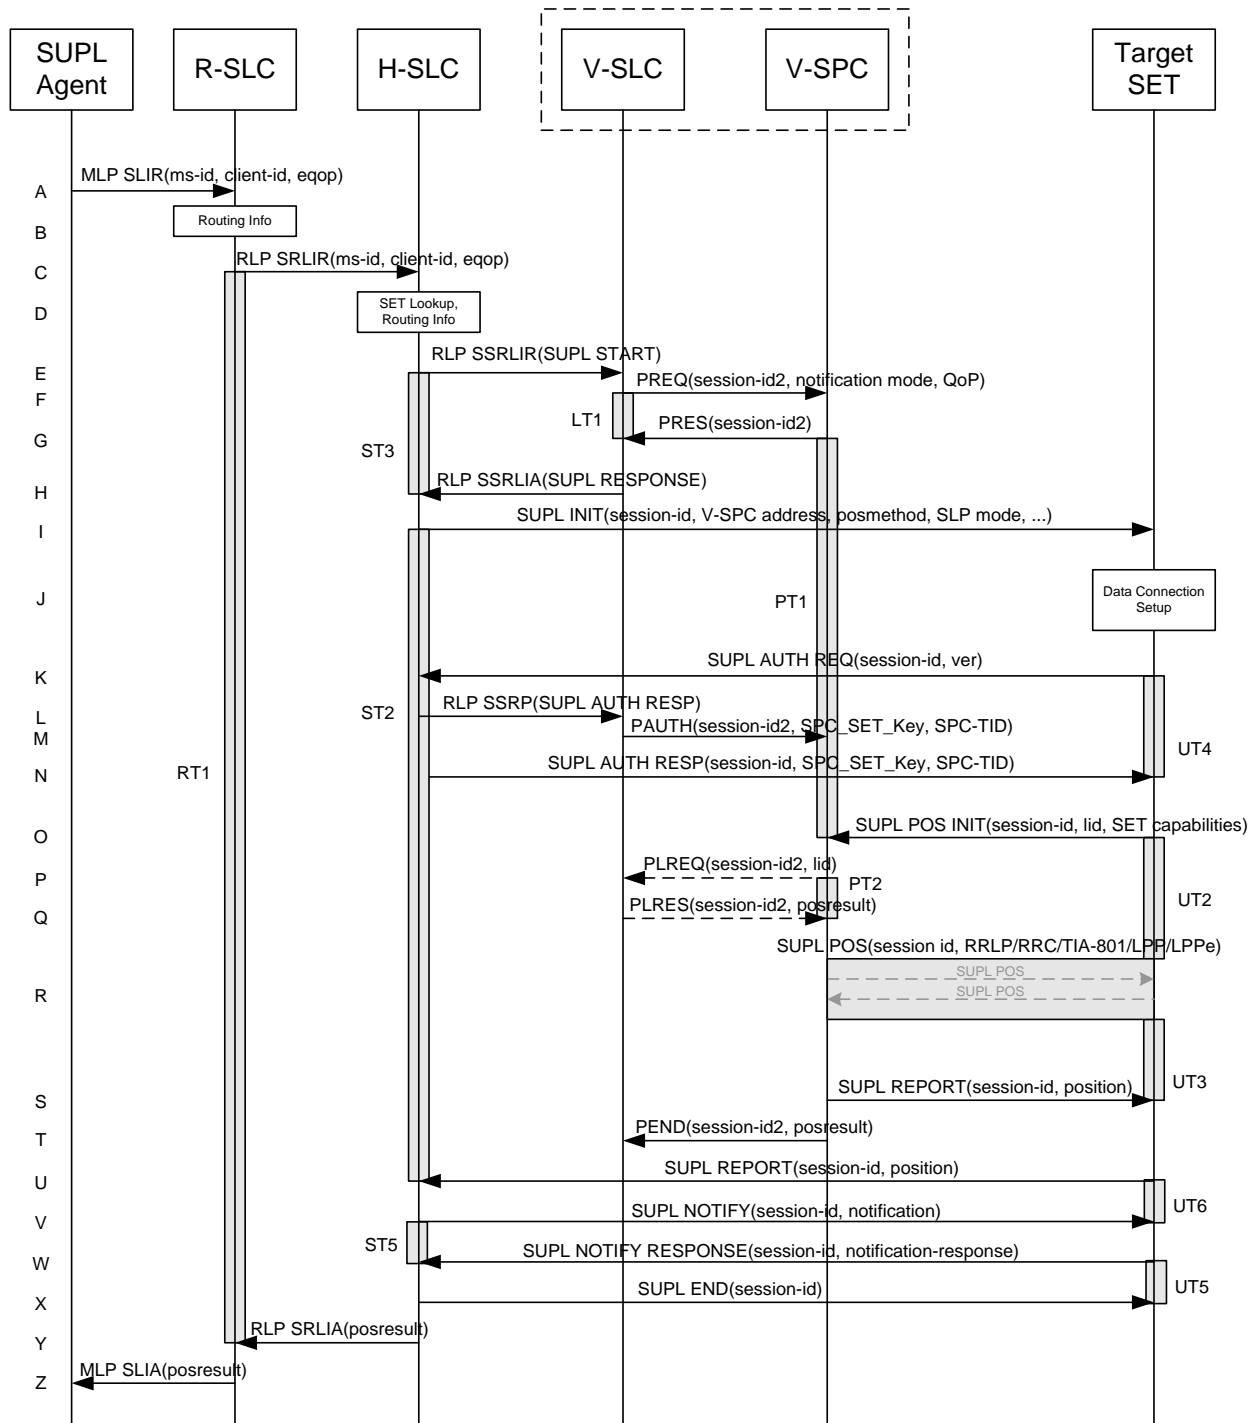 SUPL
Agent
R-SLC
H-SLC
V-SLC
V-SPC
Target
SET
A
MLP SLIR(ms-id, client-id, eqop)
B
Routing Info
C
RLP SRLIR(ms-id, client-id, eqop)
D
SET Lookup,
Routing Info
E
RLP SSRLIR(SUPL START)
F
PREQ(session-id2, notification mode, QoP)
LT1
G
PRES(session-id2)
ST3
H
RLP SSRLIA(SUPL RESPONSE)
I
SUPL INIT(session-id, V-SPC address, posmethod, SLP mode, ...)
J
PT1
Data Connection
Setup
K
SUPL AUTH REQ(session-id, ver)
L
ST2
RLP SSRP(SUPL AUTH RESP)
M
PAUTH(session-id2, SPC_SET_Key, SPC-TID)
UT4
N
RT1
SUPL AUTH RESP(session-id, SPC_SET_Key, SPC-TID)
O
SUPL POS INIT(session-id, lid, SET capabilities)
P
PLREQ(session-id2, lid)
PT2
Q
PLRES(session-id2, posresult)
UT2
SUPL POS(session id, RRLP/RRC/TIA-801/LPP/LPPe)
SUPL POS
R
SUPL POS
UT3
S
SUPL REPORT(session-id, position)
T
PEND(session-id2, posresult)
U
SUPL REPORT(session-id, position)
UT6
V
SUPL NOTIFY(session-id, notification)
ST5
W
SUPL NOTIFY RESPONSE(session-id, notification-response)
UT5
X
SUPL END(session-id)
Y
RLP SRLIA(posresult)
Z
MLP SLIA(posresult)